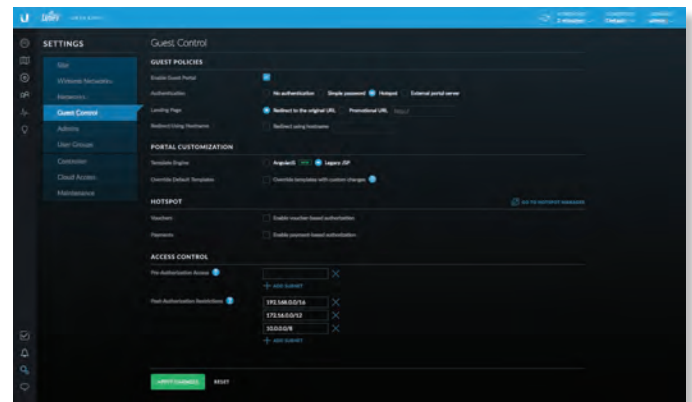 UniFi
SETTINGS
Guest Control
Site
Wireless Networks
Networks
Guest Control
Admins
User Groups
Controller
Cloud Access
Maintenance
GUEST POLICIES
Enable Guest Portal
Authentication
No authentication Simple password Hotspot External portal server
Landing Page
Redirect to the original URL Promotional URL
Redirect Using Hostname
Redirect using hostname
PORTAL CUSTOMIZATION
Template Engine
AngularJS Legacy JSP
Override Default Templates
Override templates with custom changes
HOTSPOT
GO TO HOTSPOT MANAGER
Vouchers
Enable voucher-based authorization
Payments
Enable payment-based authorization
ACCESS CONTROL
Pre-Authorization Access
ADD SUBNET
Post-Authorization Restrictions
192.168.0.0/16
172.16.0.0/12
10.0.0.0/8
ADD SUBNET
APPLY CHANGES RESET